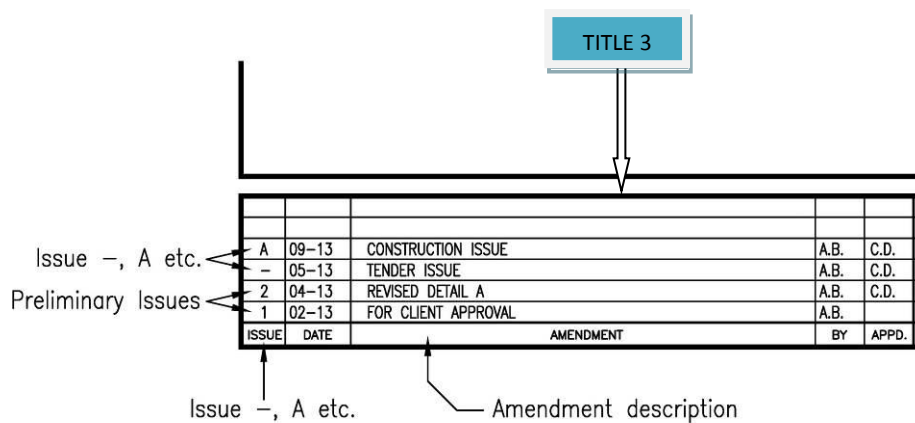 TITLE 3
A 09-13 CONSTRUCTION ISSUE A.B. C.D.
Issue –, A etc.
– 05-13 TENDER ISSUE A.B. C.D.
2 04-13 REVISED DETAIL A A.B. C.D.
Preliminary Issues
1 02-13 FOR CLIENT APPROVAL A.B.
ISSUE DATE AMENDMENT BY APPD.
Issue –, A etc. Amendment description